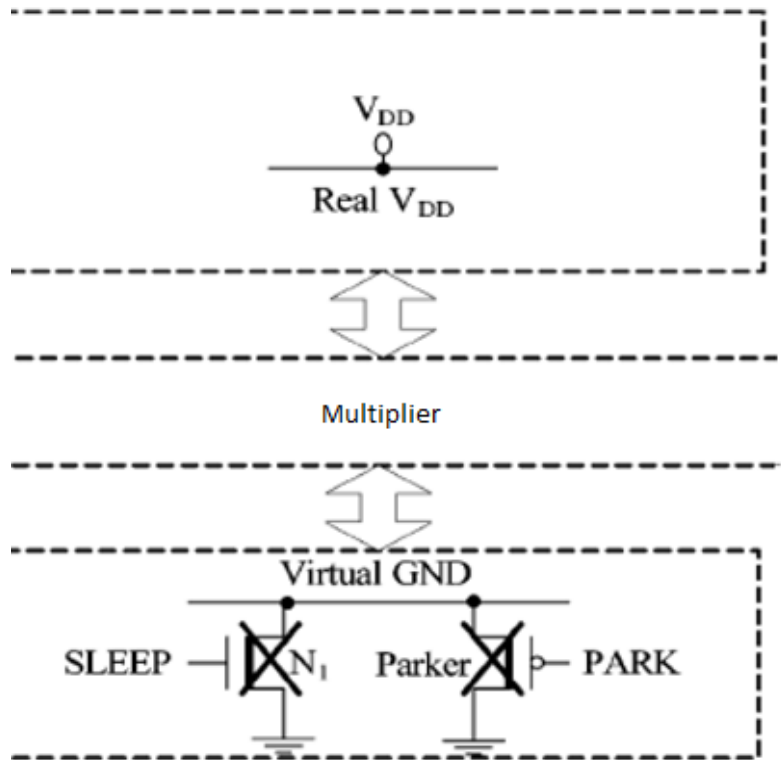 VDD
Real VDD
Multiplier
Virtual GND
SLEEP N1 Parker PARK